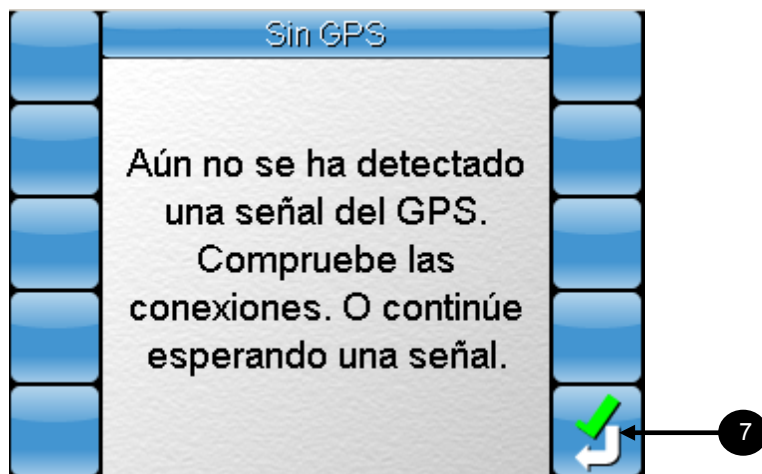 Sin GPS
Aún no se ha detectado
una señal del GPS.
Compruebe las
conexiones. O continúe
esperando una señal.
7